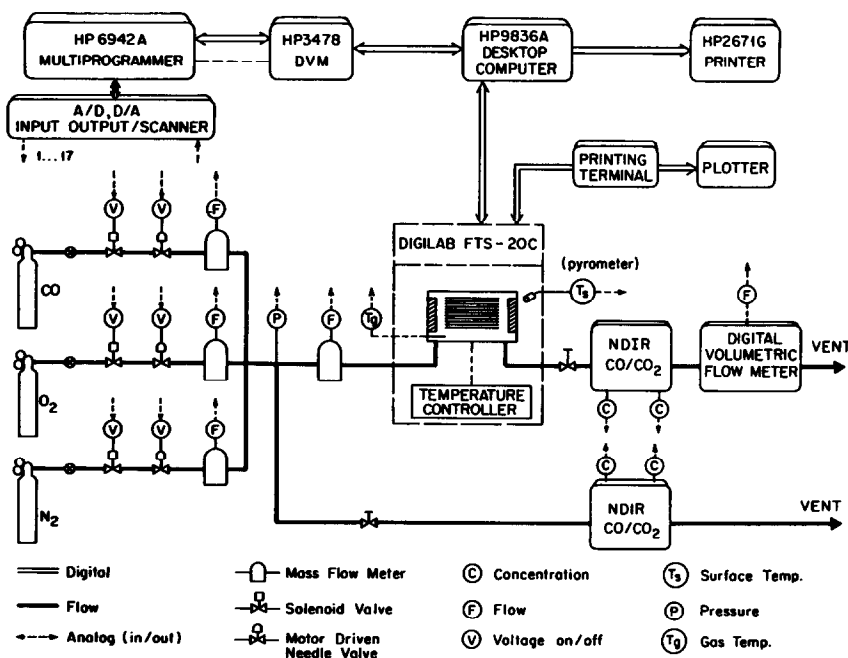 HP 6942A
MULTIPROGRAMMER
HP3478
DVM
HP9836A
DESKTOP
COMPUTER
HP2671G
PRINTER
A/D, D/A
INPUT OUTPUT/SCANNER
1...17
PRINTING
TERMINAL
PLOTTER
V
V
F
DIGILAB FTS-20C
CO
(pyrometer)
Ts
V
V
F
P
F
Tg
F
O2
NDIR
CO/CO2
DIGITAL
VOLUMETRIC
FLOW METER
VENT
TEMPERATURE
CONTROLLER
C
C
V
V
F
C
C
N2
NDIR
CO/CO2
VENT
Digital
Mass Flow Meter
C Concentration
Ts Surface Temp.
Flow
Solenoid Valve
F Flow
P Pressure
Analog (in/out)
Motor Driven
Needle Valve
V Voltage on/off
Tg Gas Temp.